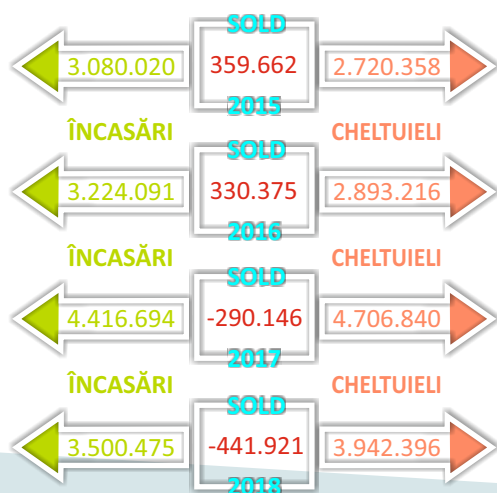 SOLD
3.080.020 359.662 2.720.358
2015
ÎNCASĂRI CHELTUIELI
SOLD
3.224.091 330.375 2.893.216
2016
ÎNCASĂRI CHELTUIELI
SOLD
4.416.694 -290.146 4.706.840
2017
ÎNCASĂRI CHELTUIELI
SOLD
3.500.475 -441.921 3.942.396
2018